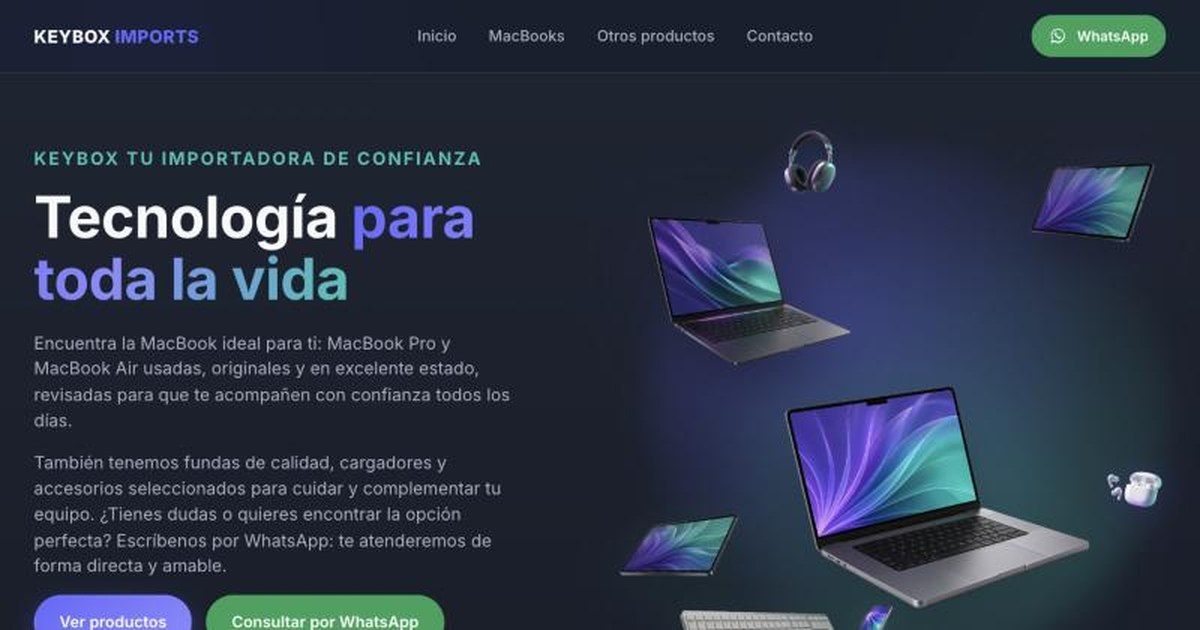 KEYBOX IMPORTS
Inicio MacBooks Otros productos Contacto
WhatsApp
KEYBOX TU IMPORTADORA DE CONFIANZA
Tecnología para
toda la vida
Encuentra la MacBook ideal para ti: MacBook Pro y
MacBook Air usadas, originales y en excelente estado,
revisadas para que te acompañen con confianza todos los
días.
También tenemos fundas de calidad, cargadores y
accesorios seleccionados para cuidar y complementar tu
equipo. ¿Tienes dudas o quieres encontrar la opción
perfecta? Escríbenos por WhatsApp: te atenderemos de
forma directa y amable.
Ver productos
Consultar por WhatsApp